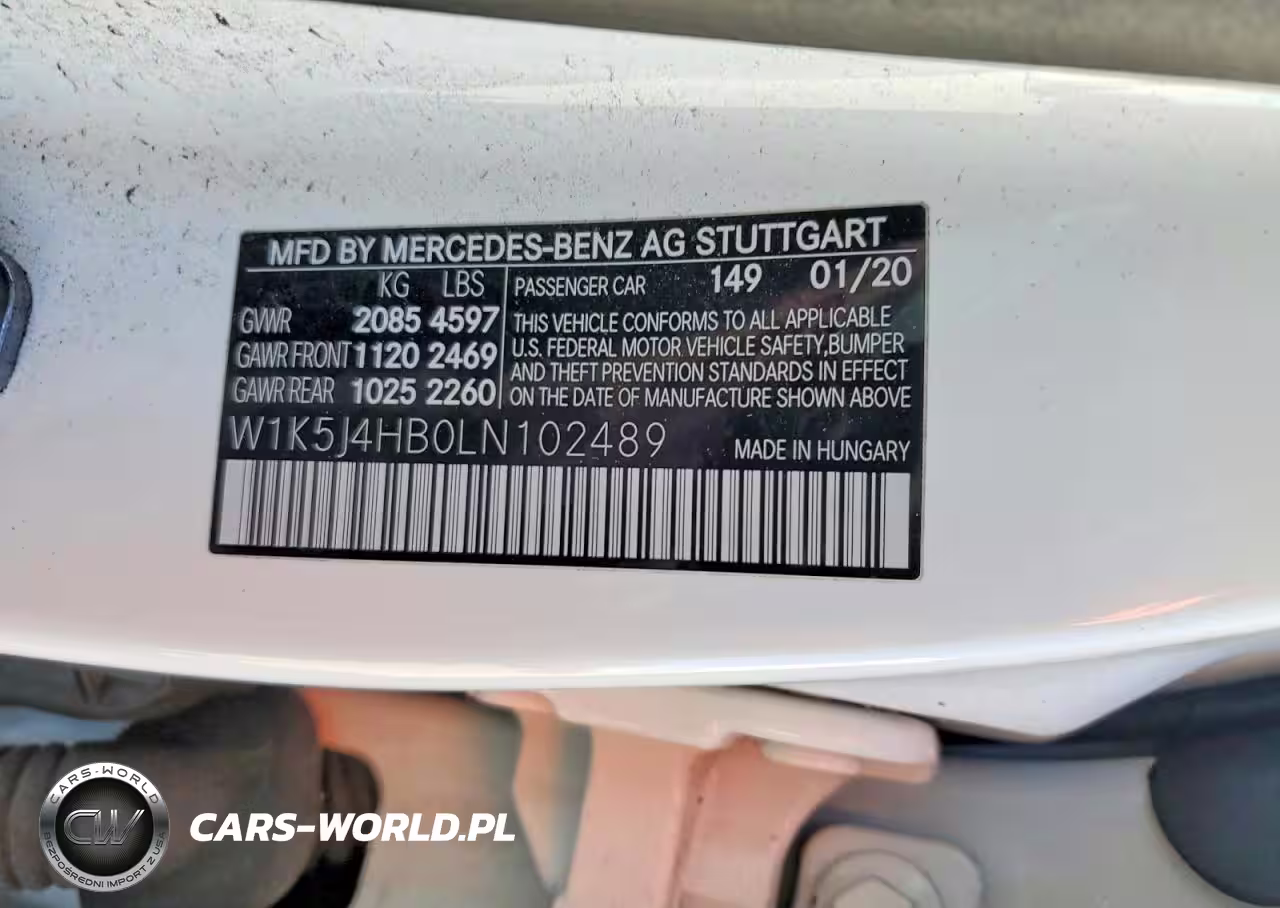 MFD BY MERCEDES-BENZ AG STUTTGART
KG LBS
GVWR 2085 4597
GAWR FRONT 1120 2469
GAWR REAR 1025 2260
PASSENGER CAR 149 01/20
THIS VEHICLE CONFORMS TO ALL APPLICABLE
U.S. FEDERAL MOTOR VEHICLE SAFETY, BUMPER
AND THEFT PREVENTION STANDARDS IN EFFECT
ON THE DATE OF MANUFACTURE SHOWN ABOVE
W1K5J4HB0LN102489 MADE IN HUNGARY
CARS-WORLD
CW
BEZPOŚREDNI IMPORT Z USA
CARS-WORLD.PL